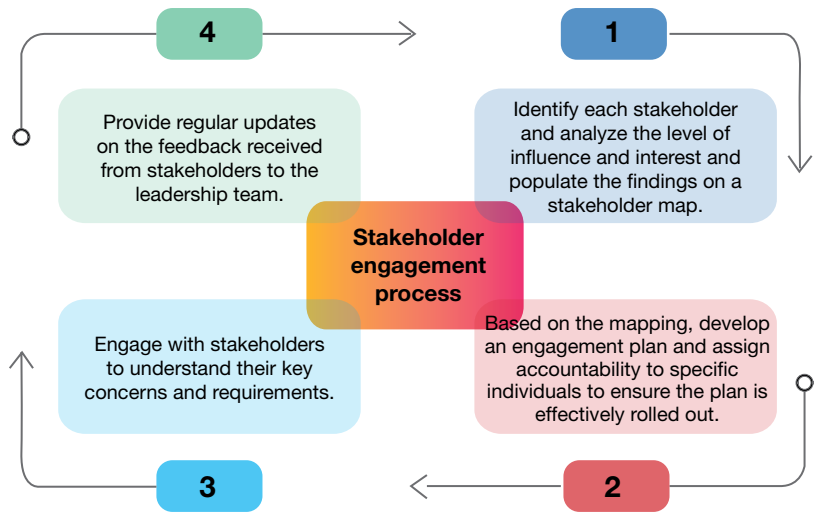 4
1
Provide regular updates
on the feedback received
from stakeholders to the
leadership team.
Identify each stakeholder
and analyze the level of
influence and interest and
populate the findings on a
stakeholder map.
Stakeholder
engagement
process
Engage with stakeholders
to understand their key
concerns and requirements.
Based on the mapping, develop
an engagement plan and assign
accountability to specific
individuals to ensure the plan is
effectively rolled out.
3
2